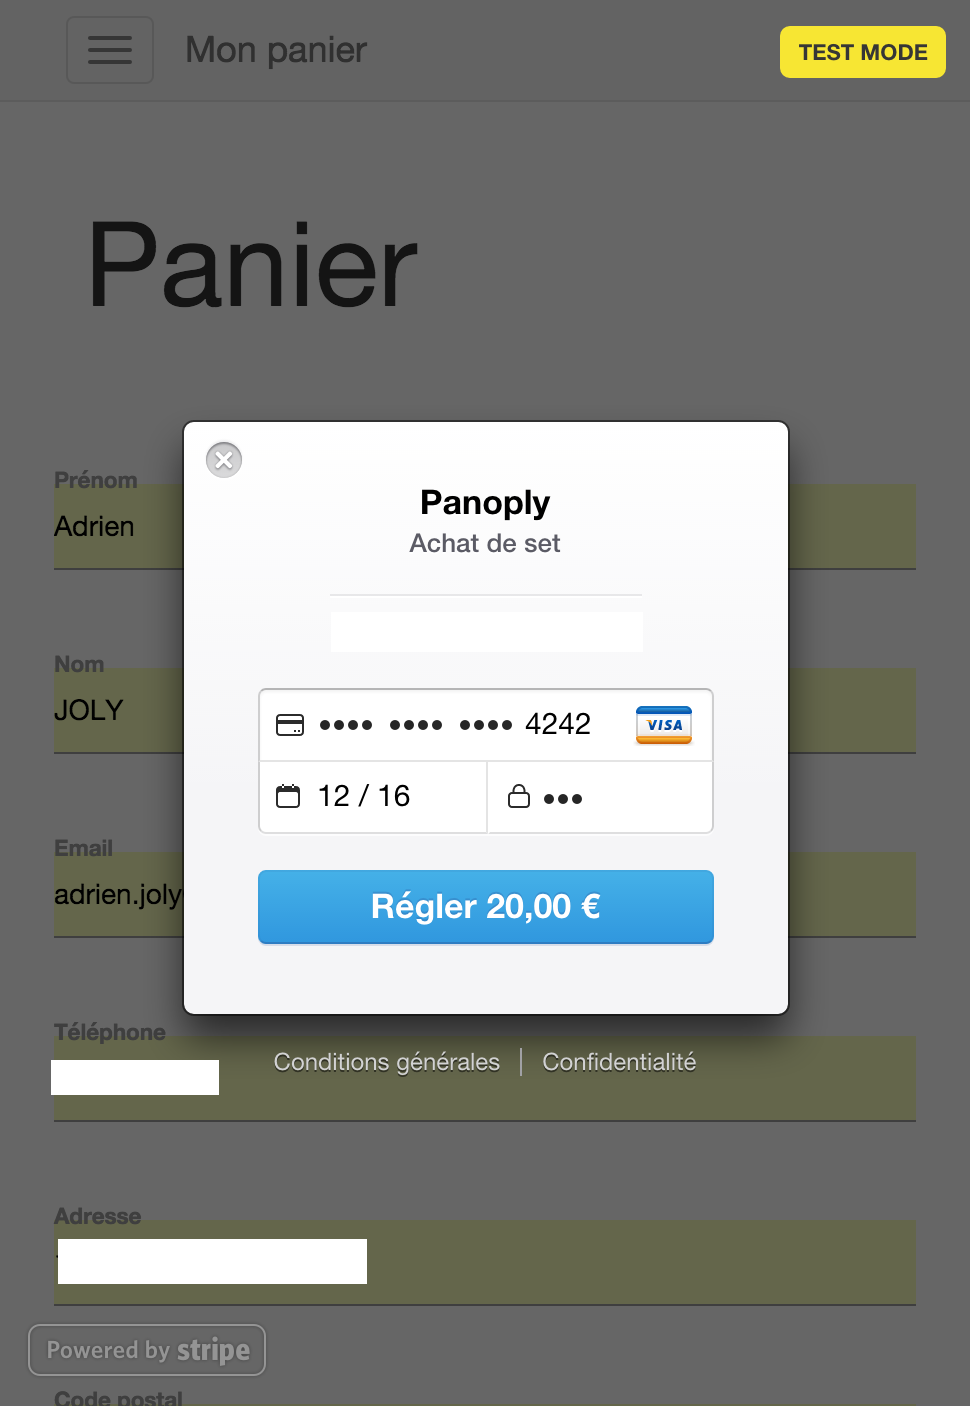 Mon panier
TEST MODE
Panier
Prénom
Adrien
Nom
JOLY
Email
adrien.joly
Panoply
Achat de set
•••• •••• •••• 4242
VISA
12 / 16
•••
Régler 20,00 €
Téléphone
Conditions générales | Confidentialité
Adresse
Powered by stripe
Code postal